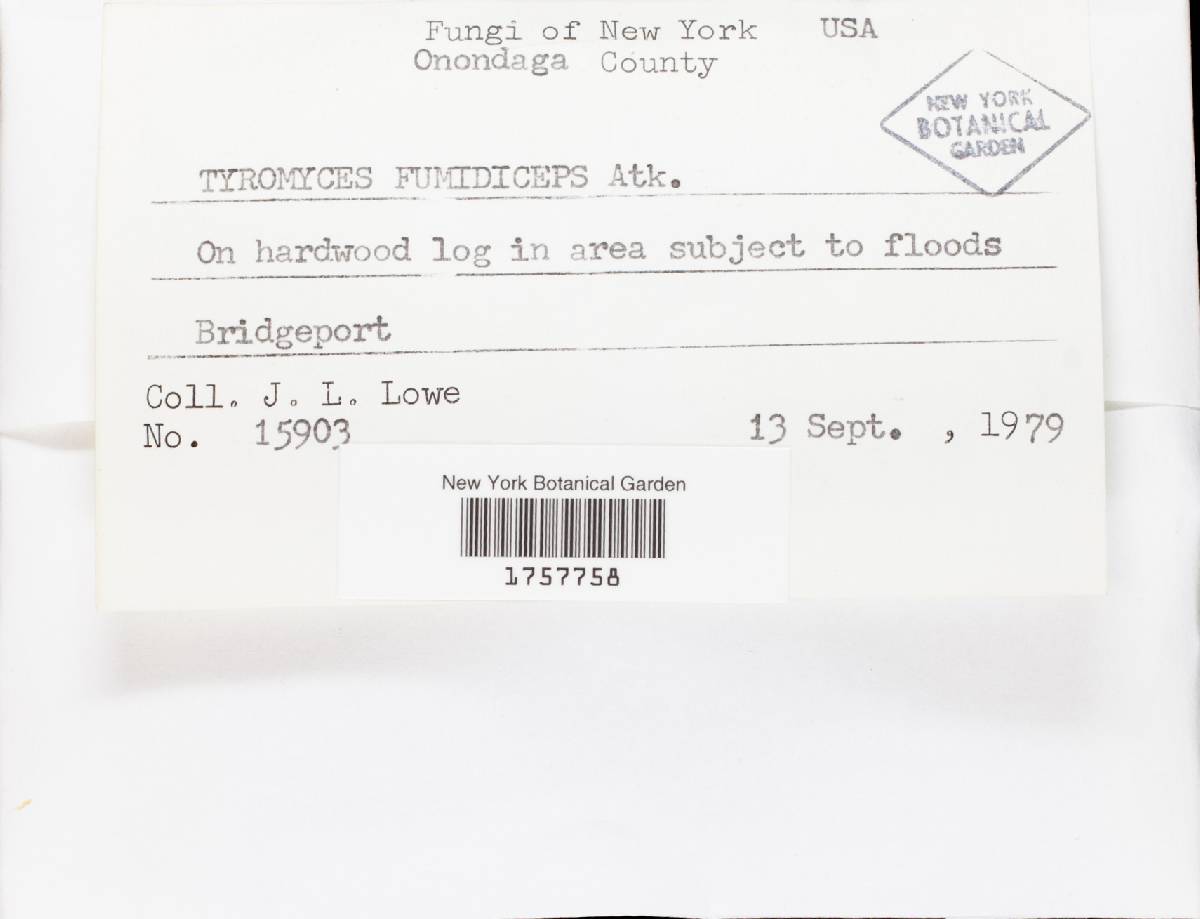 Fungi of New York USA
Onondaga County
NEW YORK
BOTANICAL
GARDEN
TYROMYCES FUMIDICEPS Atk.
On hardwood log in area subject to floods
Bridgeport
Coll. J. L. Lowe
No. 15903 13 Sept. , 1979
New York Botanical Garden
1757758